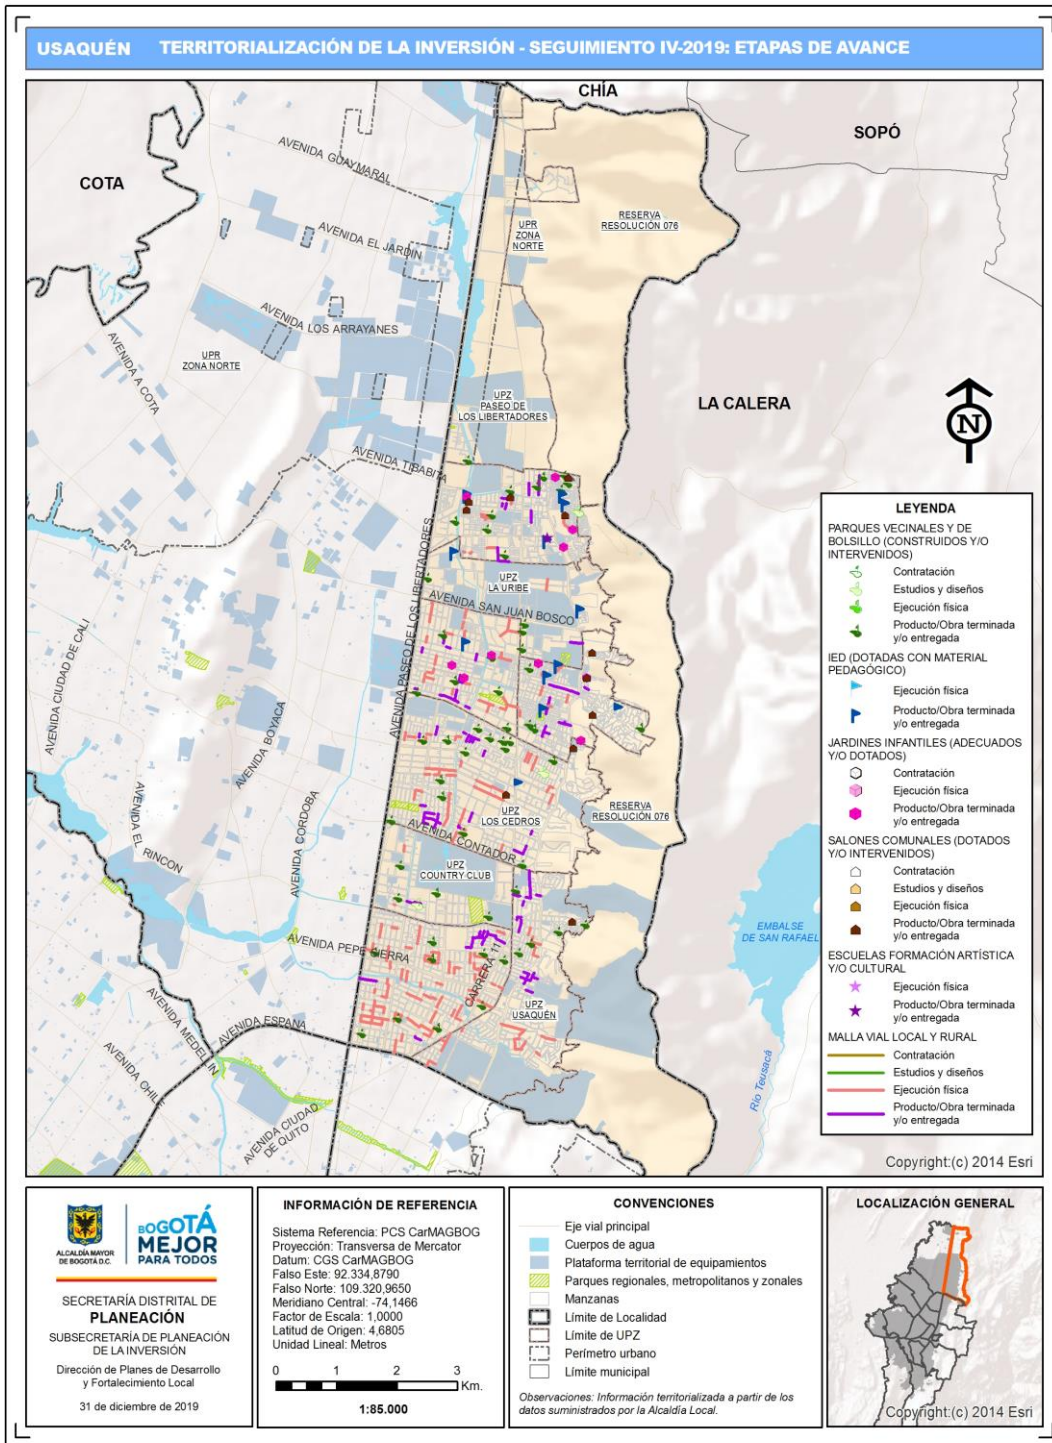 USAQUÉN TERRITORIALIZACIÓN DE LA INVERSIÓN - SEGUIMIENTO IV-2019: ETAPAS DE AVANCE
CHÍA
SOPÓ
COTA
AVENIDA GUAYMARAL
AVENIDA EL JARDIN
UPR
ZONA
NORTE
RESERVA
RESOLUCIÓN 076
AVENIDA LOS ARRAYANES
AVENIDA A COTA
UPR
ZONA NORTE
UPZ
PASEO DE
LOS LIBERTADORES
LA CALERA
N
AVENIDA TIBABITA
AVENIDA PASEO DE LOS LIBERTADORES
UPZ
LA URIBE
AVENIDA SAN JUAN BOSCO
AVENIDA CIUDAD DE CALI
AVENIDA BOYACA
AVENIDA CORDOBA
AVENIDA EL RINCON
UPZ
LOS CEDROS
RESERVA
RESOLUCIÓN 076
AVENIDA CONTADOR
UPZ
COUNTRY CLUB
AVENIDA PEPE SIERRA
CARRERA 11
UPZ
USAQUÉN
EMBALSE
DE SAN RAFAEL
Río Teusacá
AVENIDA MEDELLIN
AVENIDA ESPAÑA
AVENIDA CHILE
AVENIDA CIUDAD
DE QUITO
LEYENDA
PARQUES VECINALES Y DE
BOLSILLO (CONSTRUIDOS Y/O
INTERVENIDOS)
Contratación
Estudios y diseños
Ejecución física
Producto/Obra terminada
y/o entregada
IED (DOTADAS CON MATERIAL
PEDAGÓGICO)
Ejecución física
Producto/Obra terminada
y/o entregada
JARDINES INFANTILES (ADECUADOS
Y/O DOTADOS)
Contratación
Ejecución física
Producto/Obra terminada
y/o entregada
SALONES COMUNALES (DOTADOS
Y/O INTERVENIDOS)
Contratación
Estudios y diseños
Ejecución física
Producto/Obra terminada
y/o entregada
ESCUELAS FORMACIÓN ARTÍSTICA
Y/O CULTURAL
Ejecución física
Producto/Obra terminada
y/o entregada
MALLA VIAL LOCAL Y RURAL
Contratación
Estudios y diseños
Ejecución física
Producto/Obra terminada
y/o entregada
Copyright:(c) 2014 Esri
ALCALDÍA MAYOR
DE BOGOTÁ D.C.
BOGOTÁ
MEJOR
PARA TODOS
SECRETARÍA DISTRITAL DE
PLANEACIÓN
SUBSECRETARÍA DE PLANEACIÓN
DE LA INVERSIÓN
Dirección de Planes de Desarrollo
y Fortalecimiento Local
31 de diciembre de 2019
INFORMACIÓN DE REFERENCIA
Sistema Referencia: PCS CarMAGBOG
Proyección: Transversa de Mercator
Datum: CGS CarMAGBOG
Falso Este: 92.334,8790
Falso Norte: 109.320,9650
Meridiano Central: -74,1466
Factor de Escala: 1,0000
Latitud de Origen: 4,6805
Unidad Lineal: Metros
0 1 2 3
Km.
1:85.000
CONVENCIONES
Eje vial principal
Cuerpos de agua
Plataforma territorial de equipamientos
Parques regionales, metropolitanos y zonales
Manzanas
Límite de Localidad
Límite de UPZ
Perímetro urbano
Límite municipal
Observaciones: Información territorializada a partir de los
datos suministrados por la Alcaldía Local.
LOCALIZACIÓN GENERAL
Copyright:(c) 2014 Esri